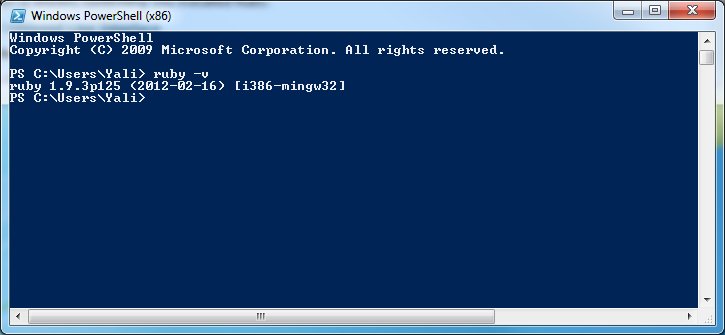 Windows PowerShell (x86)
Windows PowerShell
Copyright (C) 2009 Microsoft Corporation. All rights reserved.
PS C:\Users\Yali> ruby -v
ruby 1.9.3p125 (2012-02-16) [i386-mingw32]
PS C:\Users\Yali>